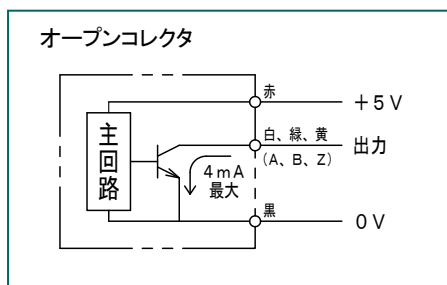 オープンコレクタ
赤
+5V
白、緑、黄
出力
(A、B、Z)
主回路
4mA
最大
黒
0V